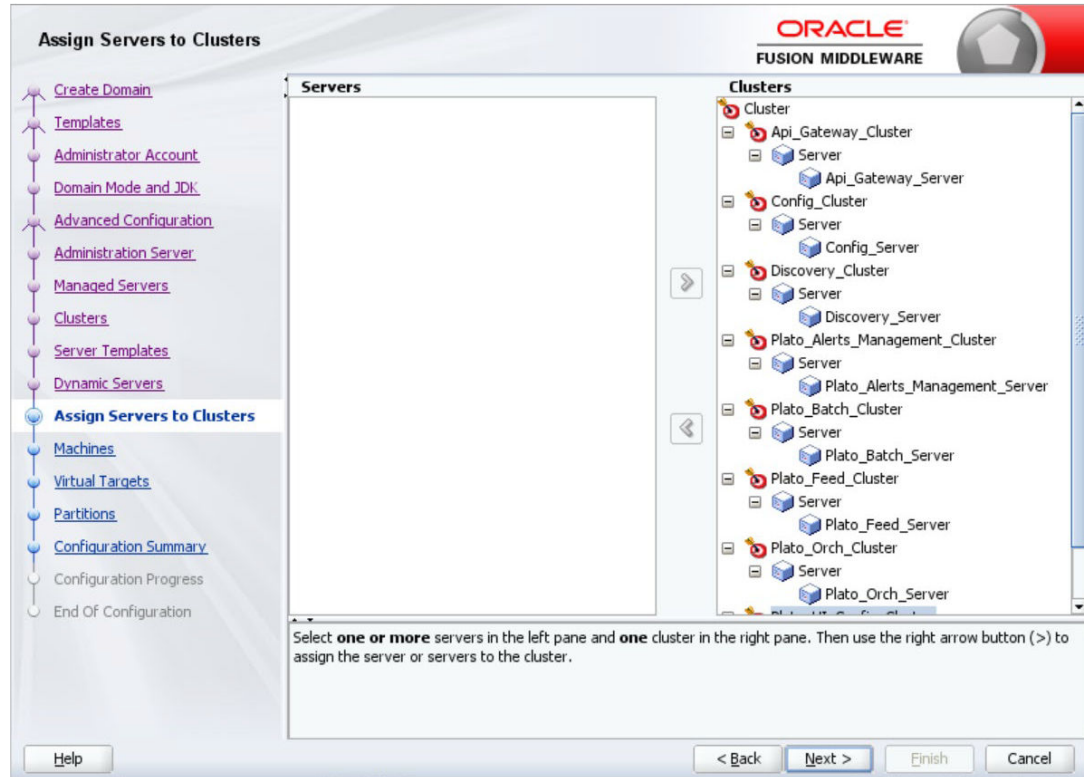 Assign Servers to Clusters
ORACLE
FUSION MIDDLEWARE
Create Domain
Templates
Administrator Account
Domain Mode and JDK
Advanced Configuration
Administration Server
Managed Servers
Clusters
Server Templates
Dynamic Servers
Assign Servers to Clusters
Machines
Virtual Targets
Partitions
Configuration Summary
Configuration Progress
End Of Configuration
Servers
Clusters
Cluster
Api_Gateway_Cluster
Server
Api_Gateway_Server
Config_Cluster
Server
Config_Server
Discovery_Cluster
Server
Discovery_Server
Plato_Alerts_Management_Cluster
Server
Plato_Alerts_Management_Server
Plato_Batch_Cluster
Server
Plato_Batch_Server
Plato_Feed_Cluster
Server
Plato_Feed_Server
Plato_Orch_Cluster
Server
Plato_Orch_Server
Select one or more servers in the left pane and one cluster in the right pane. Then use the right arrow button (>) to
assign the server or servers to the cluster.
Help
< Back
Next >
Finish
Cancel